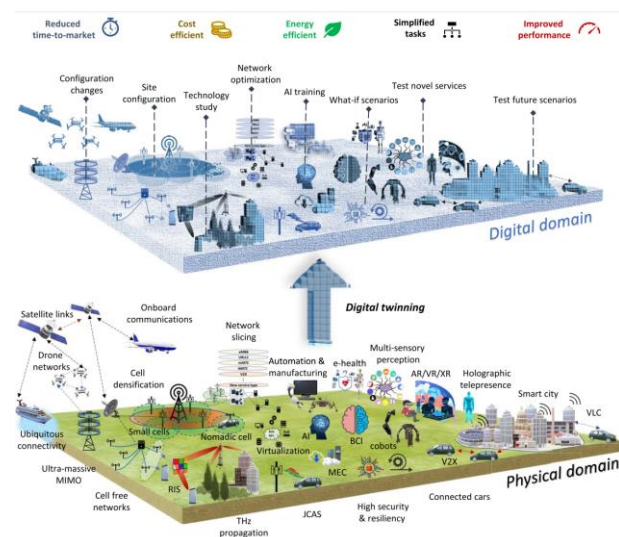 Reduced
time-to-market
Cost
efficient
Energy
efficient
Simplified
tasks
Improved
performance
Configuration
changes
Site
configuration
Technology
study
Network
optimization
AI training
What-if scenarios
Test novel services
Test future scenarios
Digital domain
Digital twinning
Satellite links
Onboard
communications
Drone
networks
Cell
densification
Network
slicing
Automation &
manufacturing
e-health
Multi-sensory
perception
AR/VR/XR
Holographic
telepresence
Smart city
VLC
Ubiquitous
connectivity
Small cells
Nomadic cell
AI
BCI
cobots
Virtualization
MEC
V2X
Ultra-massive
MIMO
RIS
Cell free
networks
THz
propagation
JCAS
High security
& resiliency
Connected cars
Physical domain